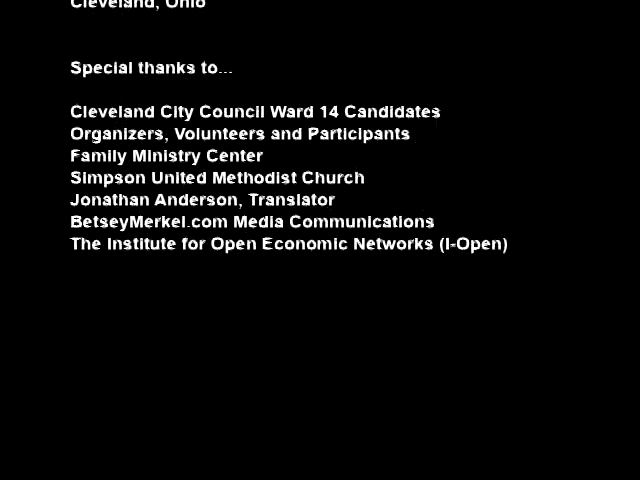 Cleveland, Ohio
Special thanks to...
Cleveland City Council Ward 14 Candidates
Organizers, Volunteers and Participants
Family Ministry Center
Simpson United Methodist Church
Jonathan Anderson, Translator
BetseyMerkel.com Media Communications
The Institute for Open Economic Networks (I-Open)